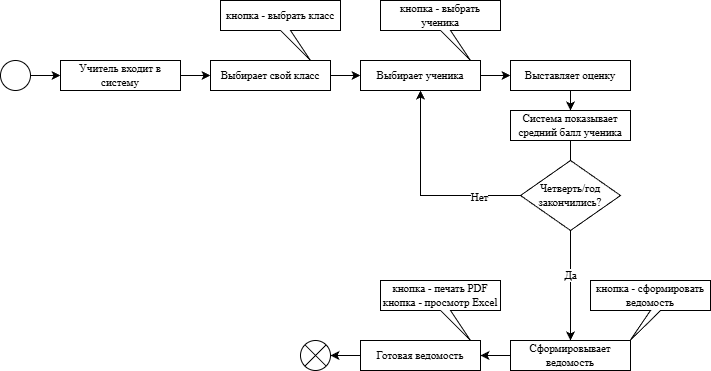 кнопка - выбрать класс
кнопка - выбрать
ученика
Учитель входит в
систему
Выбирает свой класс
Выбирает ученика
Выставляет оценку
Система показывает
средний балл ученика
Четверть/год
закончились?
Нет
Да
кнопка - печать PDF
кнопка - просмотр Excel
кнопка - сформировать
ведомость
Готовая ведомость
Сформировывает
ведомость